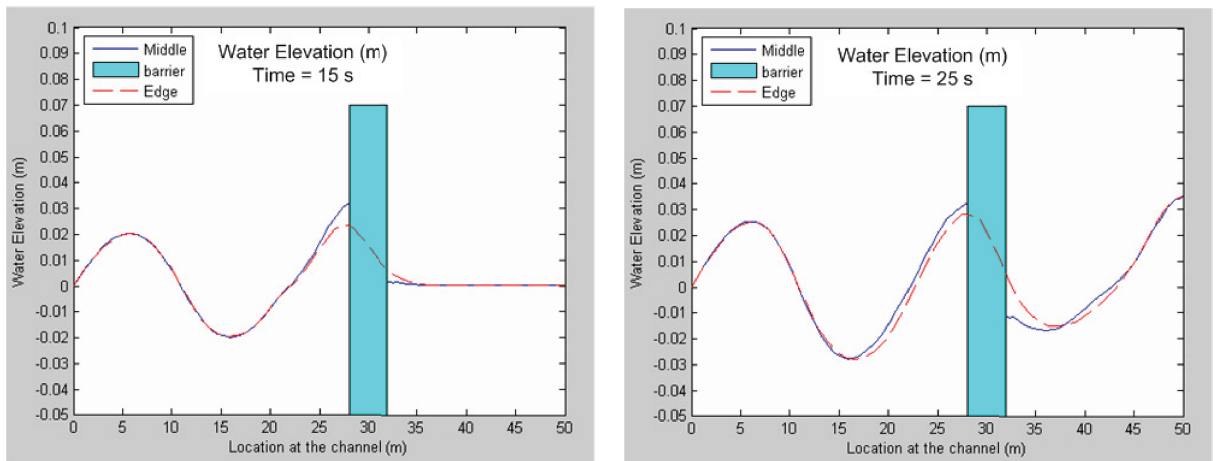 0.1
0.09
0.08
0.07
0.06
0.05
0.04
0.03
0.02
0.01
0
-0.01
-0.02
-0.03
-0.04
-0.05
Water Elevation (m)
Middle
barrier
Edge
Water Elevation (m)
Time = 15 s
0 5 10 15 20 25 30 35 40 45 50
Location at the channel (m)
0.1
0.09
0.08
0.07
0.06
0.05
0.04
0.03
0.02
0.01
0
-0.01
-0.02
-0.03
-0.04
-0.05
Water Elevation (m)
Middle
barrier
Edge
Water Elevation (m)
Time = 25 s
0 5 10 15 20 25 30 35 40 45 50
Location at the channel (m)